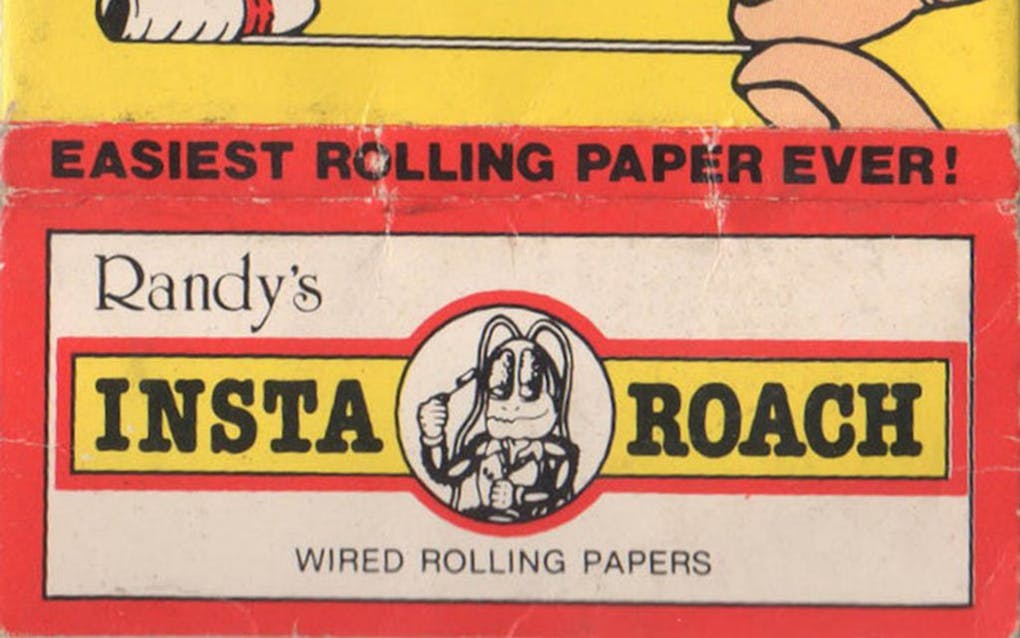 EASIEST ROLLING PAPER EVER!
Randy's
INSTA ROACH
WIRED ROLLING PAPERS